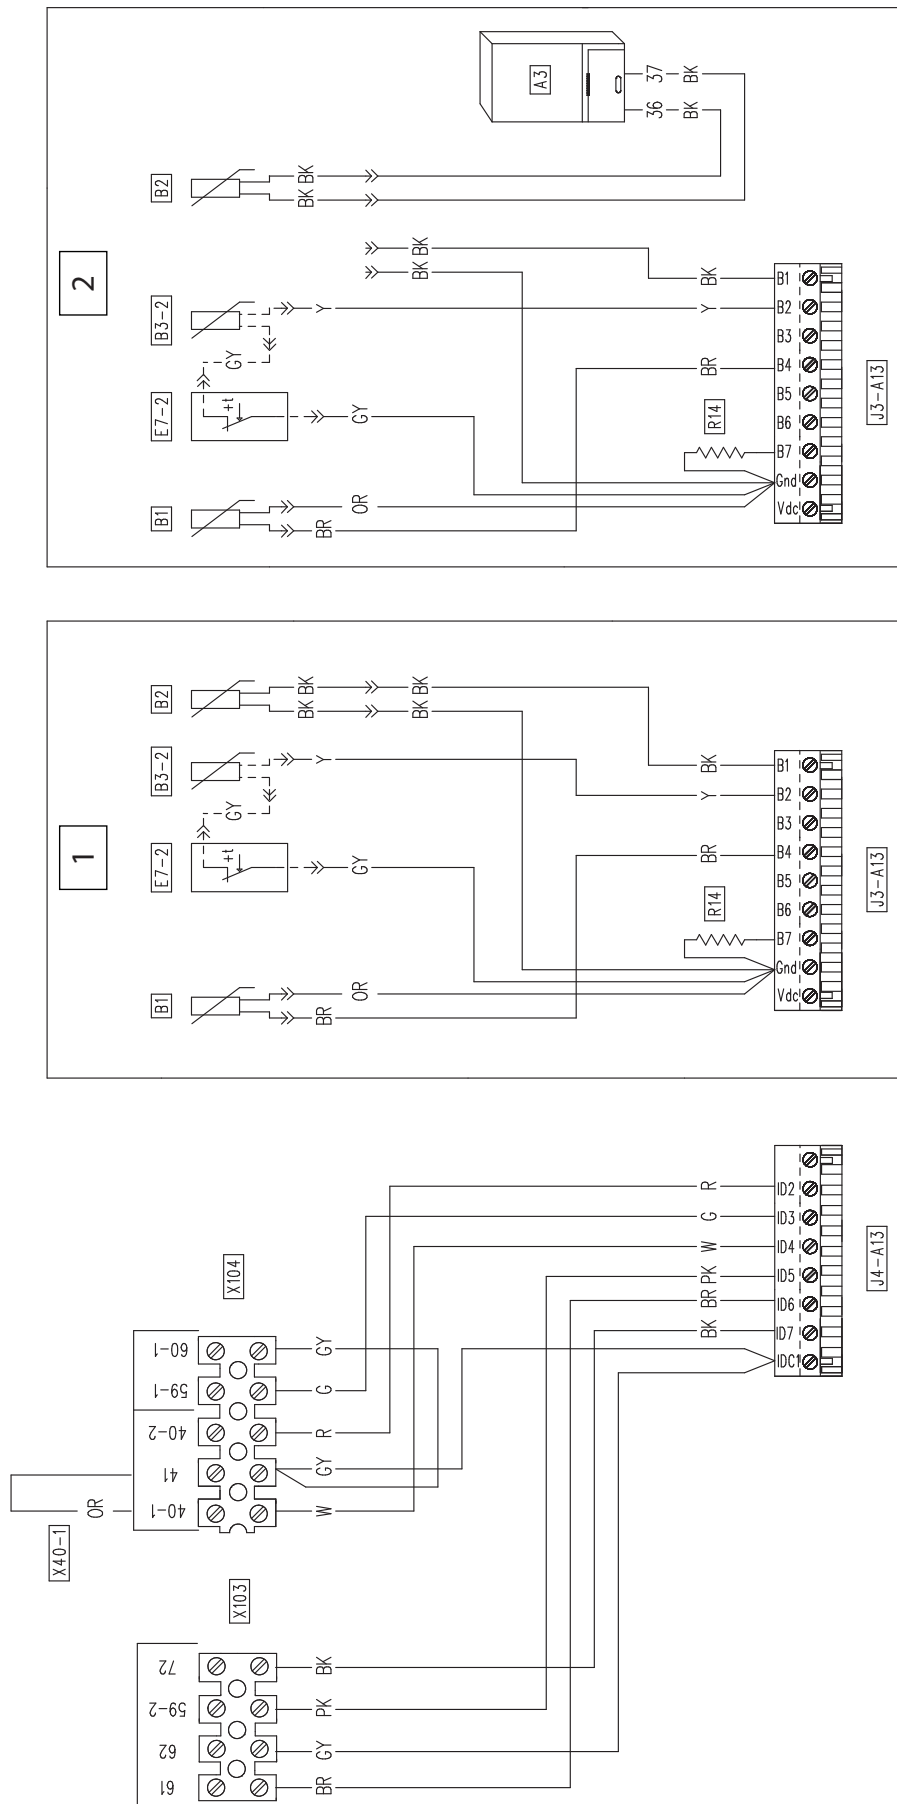 2
A3
37
BK
36
BK
B2
BK
BK
BK
BK
B3-2
Y
GY
E7-2
+t
GY
B1
OR
BR
BK
Y
BR
R14
B1
B2
B3
B4
B5
B6
B7
Gnd
Vdc
J3-A13
1
B2
BK
BK
BK
BK
B3-2
Y
GY
E7-2
+t
GY
B1
OR
BR
BK
Y
BR
R14
B1
B2
B3
B4
B5
B6
B7
Gnd
Vdc
J3-A13
X104
60-1
59-1
40-2
41
40-1
GY
G
R
GY
W
OR
X40-1
R
G
W
PK
BR
BK
ID2
ID3
ID4
ID5
ID6
ID7
IDC1
J4-A13
X103
72
59-2
62
61
BK
PK
GY
BR